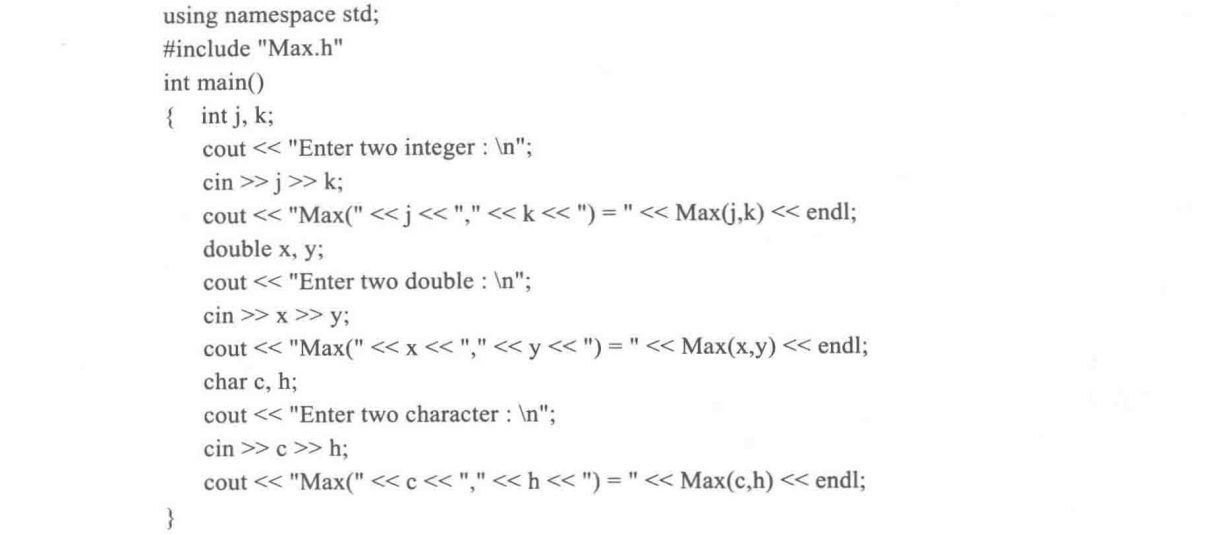 using namespace std;
#include "Max.h"
int main()
{ int j, k;
cout << "Enter two integer : \n";
cin >> j >> k;
cout << "Max(" << j << "," << k << ") = " << Max(j,k) << endl;
double x, y;
cout << "Enter two double : \n";
cin >> x >> y;
cout << "Max(" << x << "," << y << ") = " << Max(x,y) << endl;
char c, h;
cout << "Enter two character : \n";
cin >> c >> h;
cout << "Max(" << c << "," << h << ") = " << Max(c,h) << endl;
}